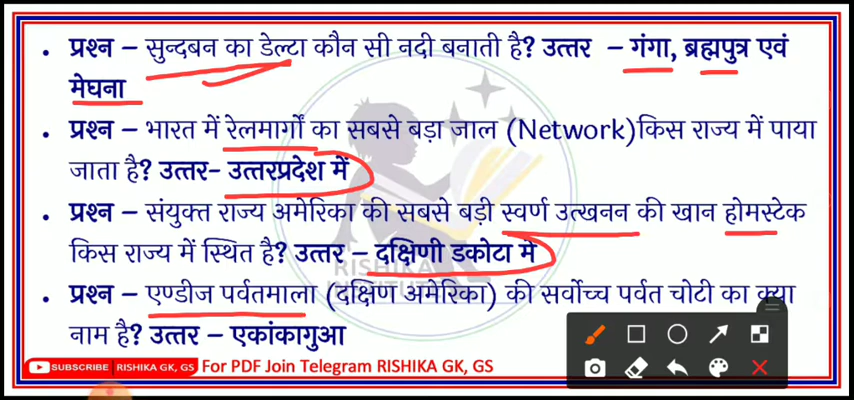 • प्रश्न – सुन्दबन का डेल्टा कौन सी नदी बनाती है? उत्तर – गंगा, ब्रह्मपुत्र एवं
मेघना
• प्रश्न – भारत में रेलमार्गो का सबसे बड़ा जाल (Network)किस राज्य में पाया
जाता है? उत्तर- उत्तरप्रदेश में
• प्रश्न – संयुक्त राज्य अमेरिका की सबसे बड़ी स्वर्ण उत्खनन की खान होमस्टेक
किस राज्य में स्थित है? उत्तर – दक्षिणी डकोटा में
RISHIKA
INSTITUTE
• प्रश्न – एण्डीज पर्वतमाला (दक्षिण अमेरिका) की सर्वोच्च पर्वत चोटी का क्या
नाम है? उत्तर – एकांकागुआ
SUBSCRIBE RISHIKA GK, GS For PDF Join Telegram RISHIKA GK, GS